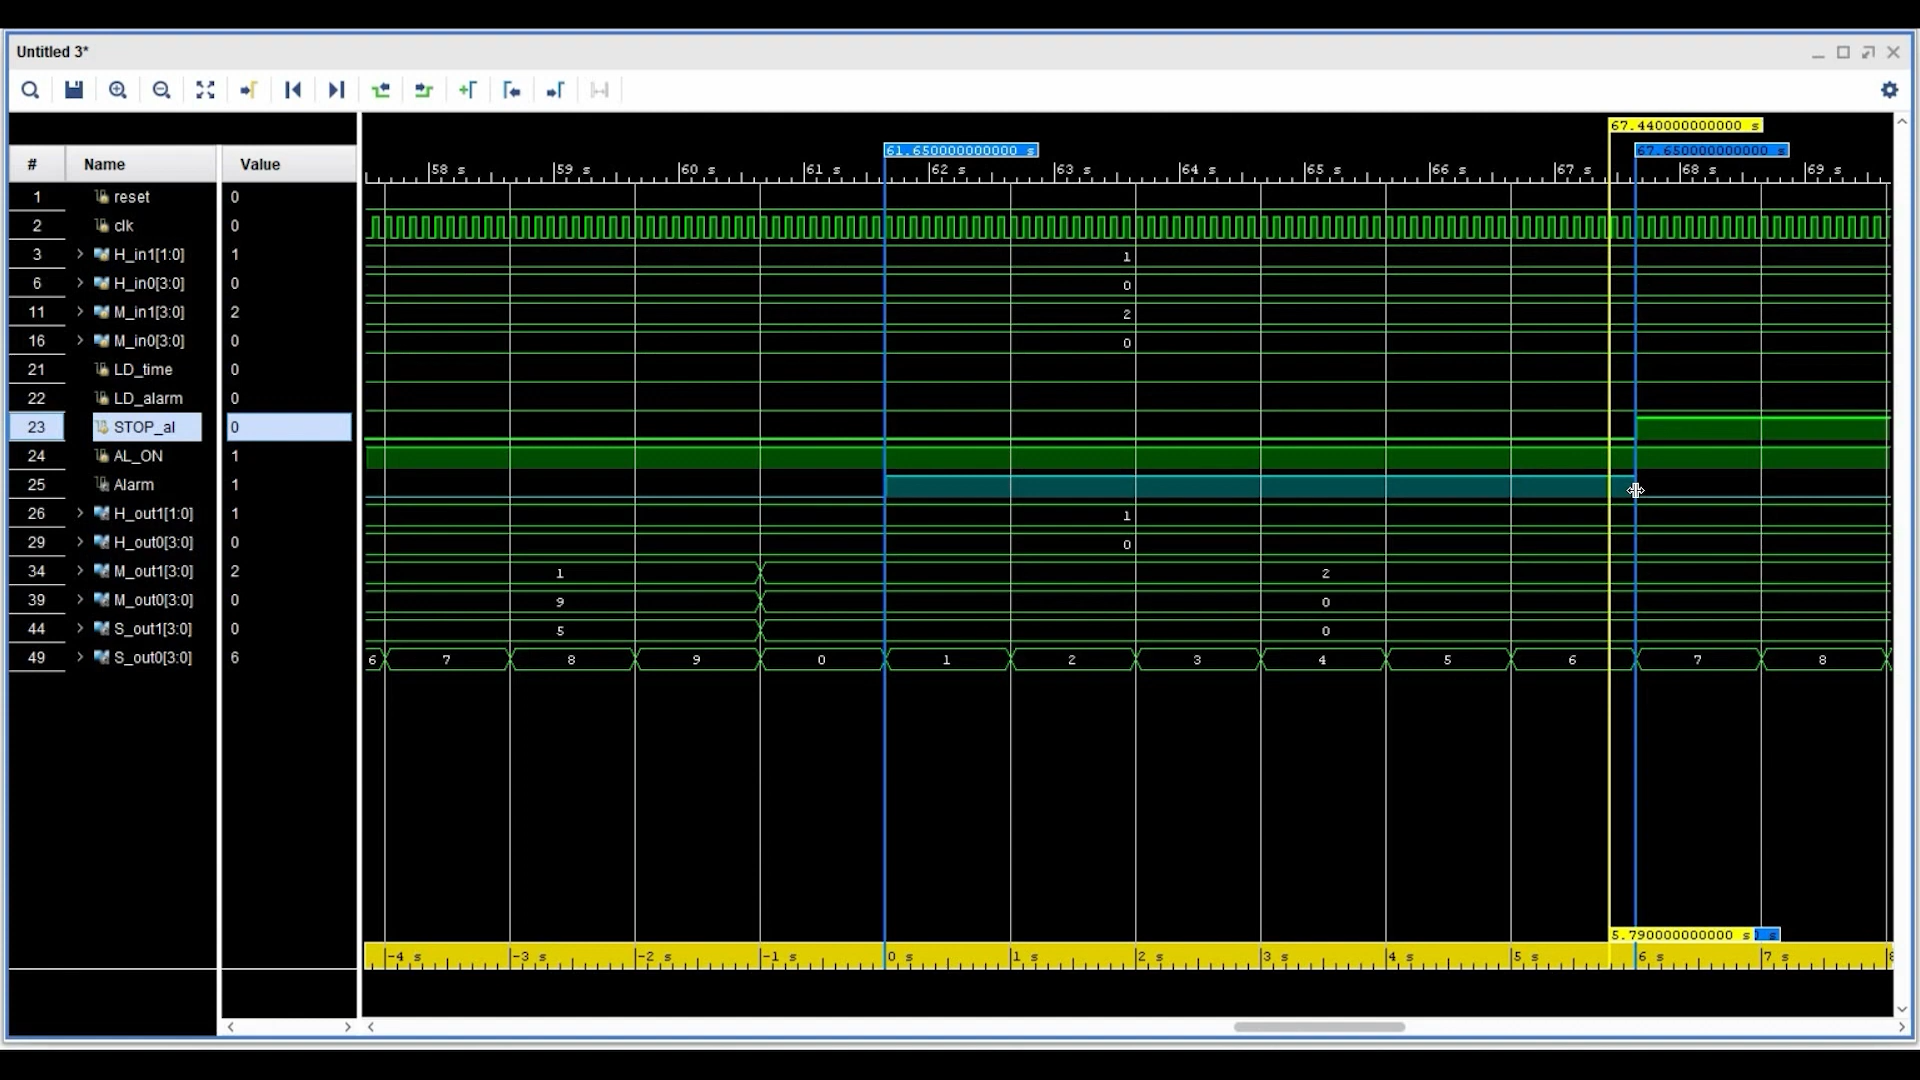 Untitled 3*
67.440000000000 s
61.650000000000 s 67.650000000000 s
# Name Value
58 s 59 s 60 s 61 s 62 s 63 s 64 s 65 s 66 s 67 s 68 s 69 s
1 reset 0
2 clk 0
3 H_in1[1:0] 1 1
6 H_in0[3:0] 0 0
11 M_in1[3:0] 2 2
16 M_in0[3:0] 0 0
21 LD_time 0
22 LD_alarm 0
23 STOP_al 0
24 AL_ON 1
25 Alarm 1
26 H_out1[1:0] 1 1
29 H_out0[3:0] 0 0
34 M_out1[3:0] 2 1 2
39 M_out0[3:0] 0 9 0
44 S_out1[3:0] 0 5 0
49 S_out0[3:0] 6 6 7 8 9 0 1 2 3 4 5 6 7 8
5.790000000000 s s
-4 s -3 s -2 s -1 s 0 s 1 s 2 s 3 s 4 s 5 s 6 s 7 s